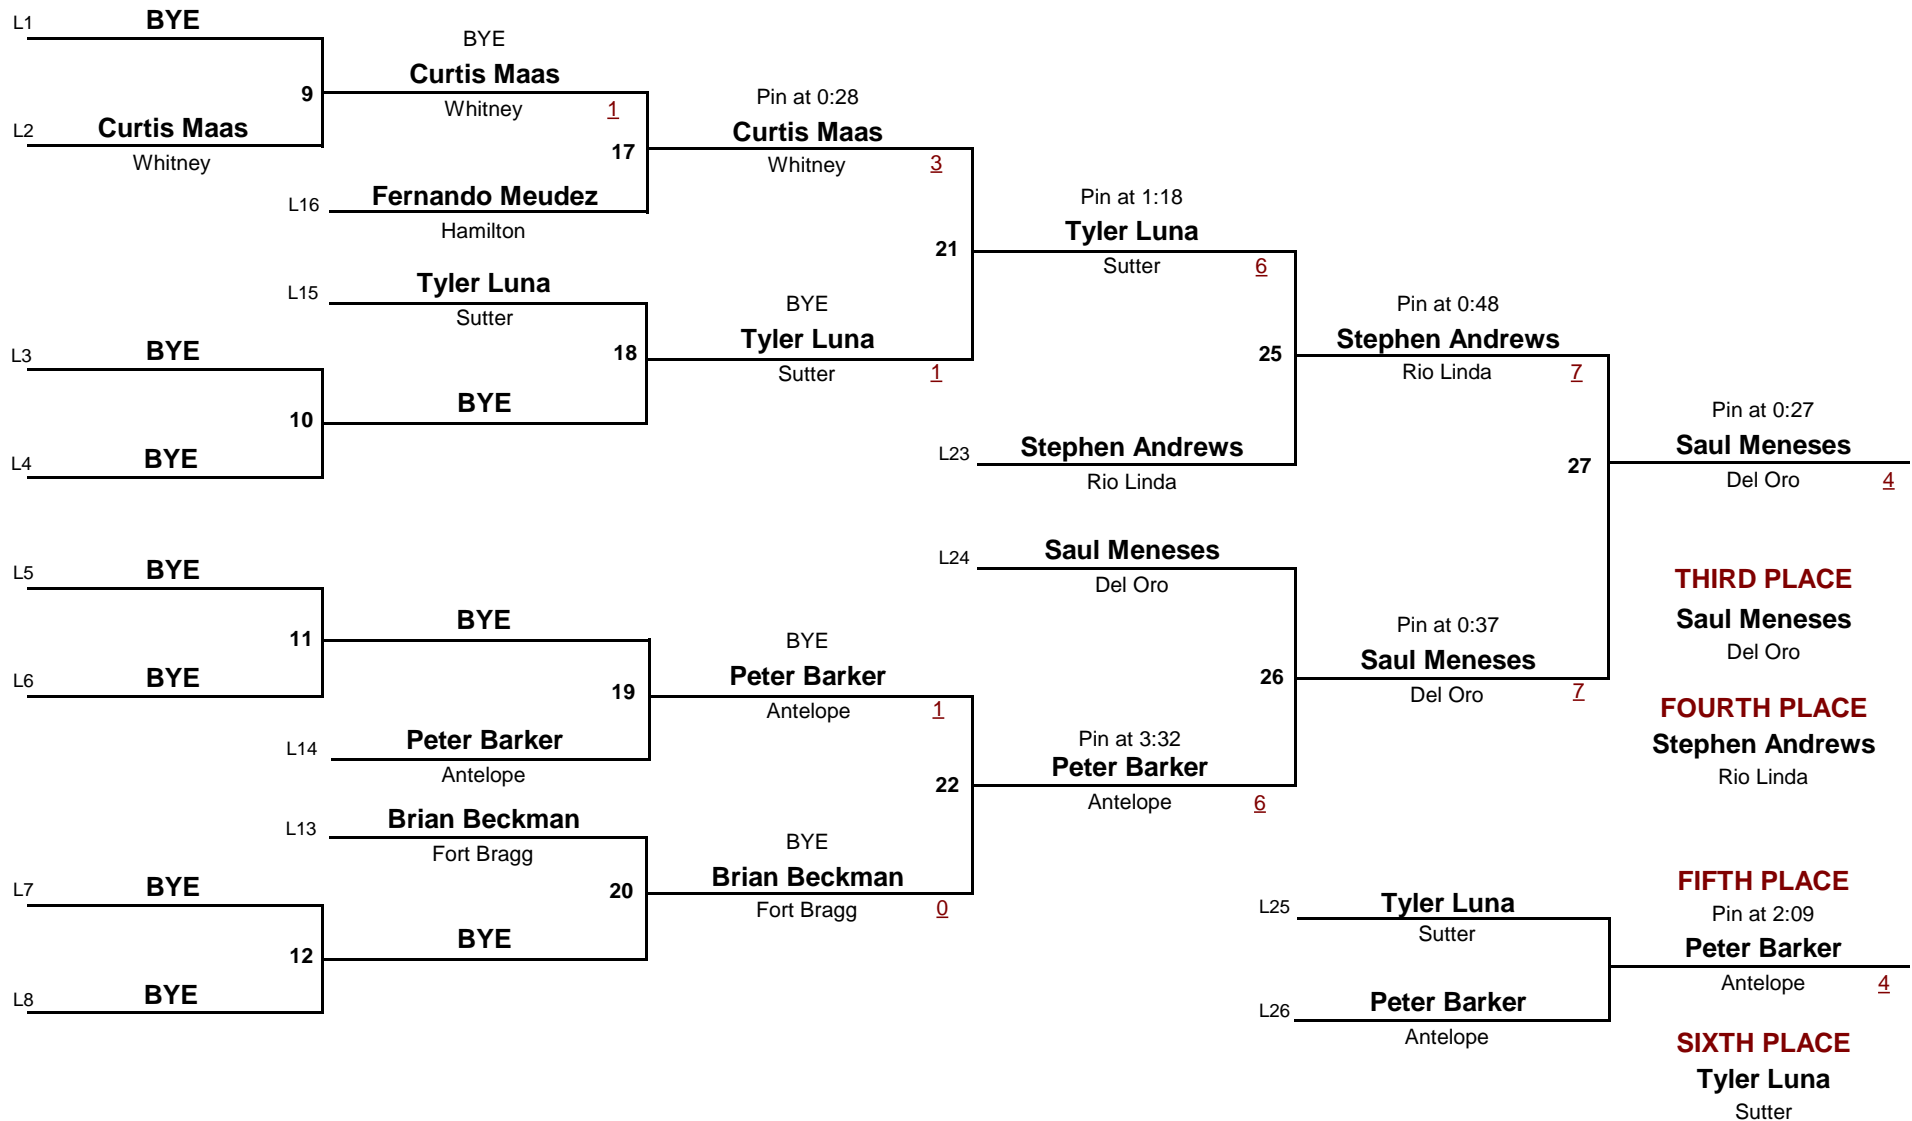 L1 BYE
9
L2 Curtis Maas
Whitney
BYE
Curtis Maas
Whitney 1
17
L16 Fernando Meudez
Hamilton
Pin at 0:28
Curtis Maas
Whitney 3
L15 Tyler Luna
Sutter
18
L3 BYE
10 BYE
L4 BYE
BYE
Tyler Luna
Sutter 1
21
Pin at 1:18
Tyler Luna
Sutter 6
25
L23 Stephen Andrews
Rio Linda
Pin at 0:48
Stephen Andrews
Rio Linda 7
27
Pin at 0:27
Saul Meneses
Del Oro 4
L5 BYE
11 BYE
L6 BYE
19
L14 Peter Barker
Antelope
BYE
Peter Barker
Antelope 1
22
L13 Brian Beckman
Fort Bragg
20
L7 BYE
12 BYE
L8 BYE
BYE
Brian Beckman
Fort Bragg 0
L24 Saul Meneses
Del Oro
26
Pin at 3:32
Peter Barker
Antelope 6
Pin at 0:37
Saul Meneses
Del Oro 7
THIRD PLACE
Saul Meneses
Del Oro
FOURTH PLACE
Stephen Andrews
Rio Linda
L25 Tyler Luna
Sutter
L26 Peter Barker
Antelope
FIFTH PLACE
Pin at 2:09
Peter Barker
Antelope 4
SIXTH PLACE
Tyler Luna
Sutter